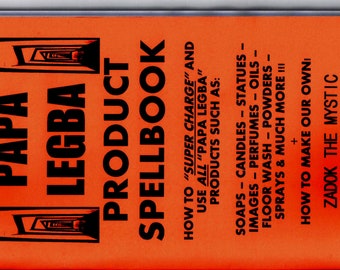 PAPA
LEGBA
PRODUCT
SPELLBOOK
HOW TO "SUPER CHARGE" AND
USE ALL "PAPA LEGBA"
PRODUCTS SUCH AS:
SOAPS – CANDLES – STATUES –
IMAGES – PERFUMES – OILS –
FLOOR WASH – POWDERS –
SPRAYS & MUCH MORE !!!
+
HOW TO MAKE OUR OWN!
ZADOK THE MYSTIC